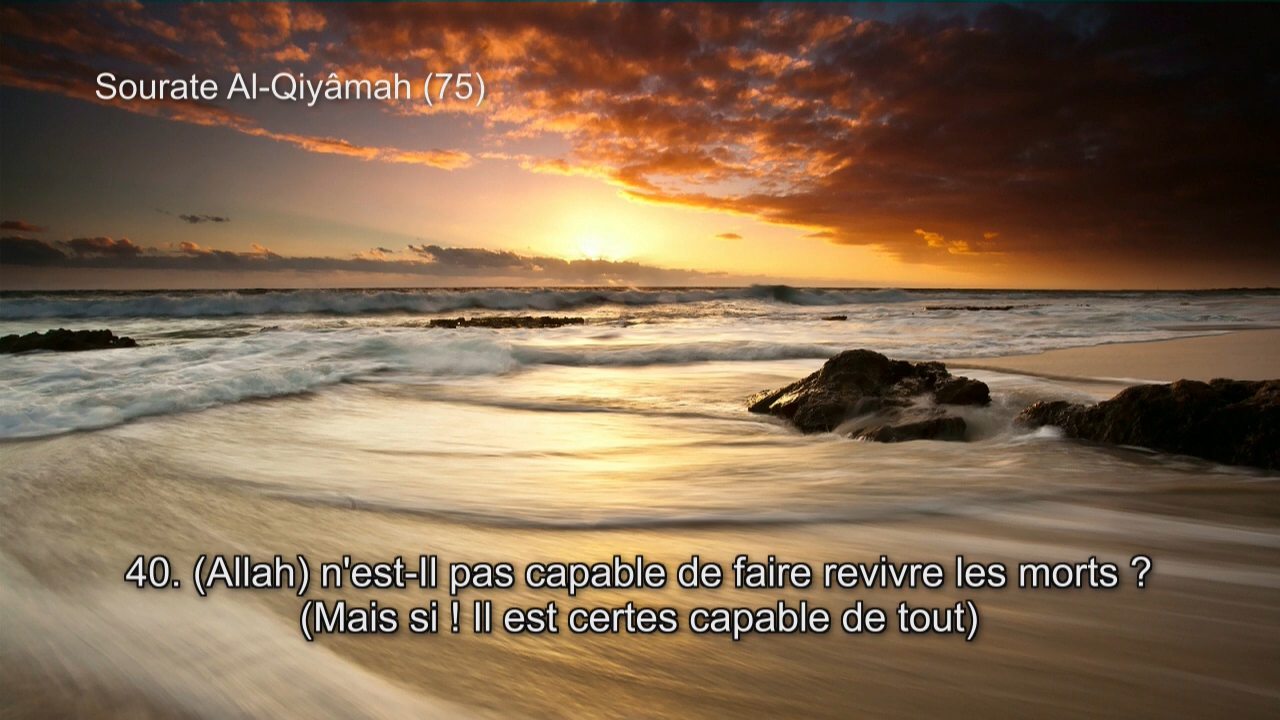 Sourate Al-Qiyâmah (75)
40. (Allah) n'est-Il pas capable de faire revivre les morts ?
(Mais si ! Il est certes capable de tout)